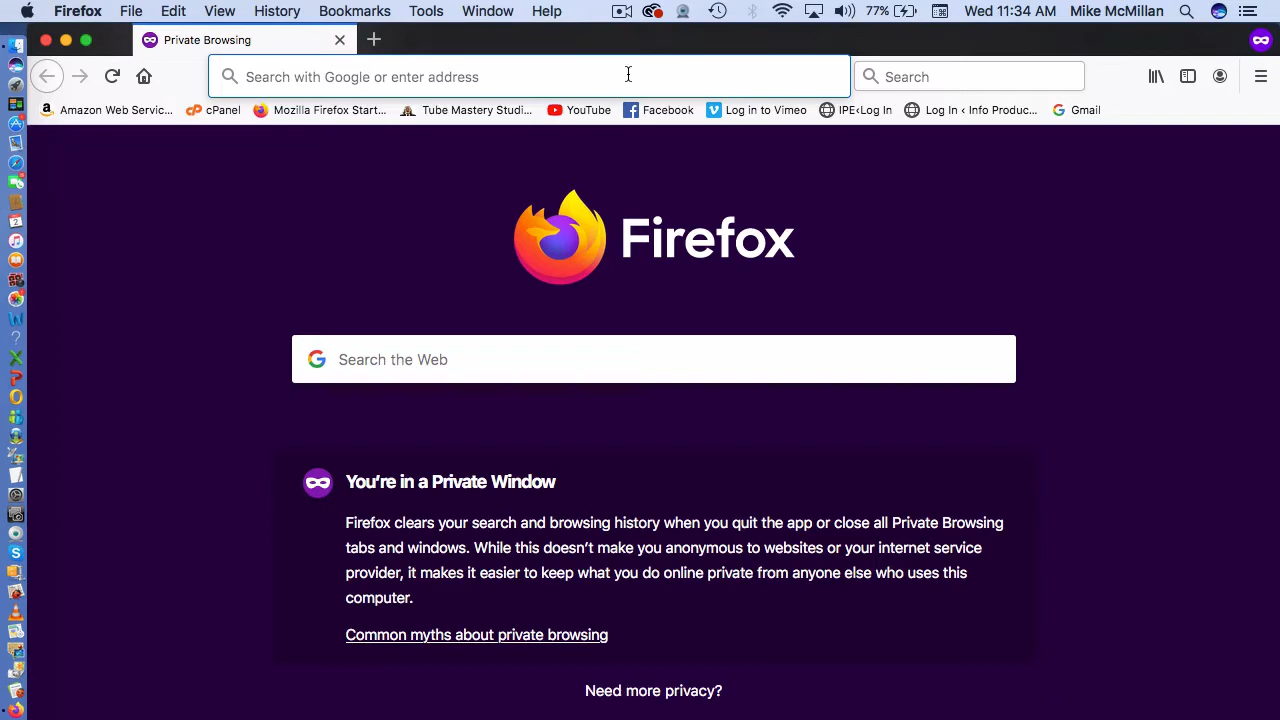 Firefox File Edit View History Bookmarks Tools Window Help 77% Wed 11:34 AM Mike McMillan
Private Browsing
Search with Google or enter address Search
Amazon Web Servic... cPanel Mozilla Firefox Start... Tube Mastery Studi... YouTube Facebook Log in to Vimeo IPE‹Log In Log In ‹ Info Produc... Gmail
Firefox
Search the Web
You're in a Private Window
Firefox clears your search and browsing history when you quit the app or close all Private Browsing
tabs and windows. While this doesn't make you anonymous to websites or your internet service
provider, it makes it easier to keep what you do online private from anyone else who uses this
computer.
Common myths about private browsing
Need more privacy?